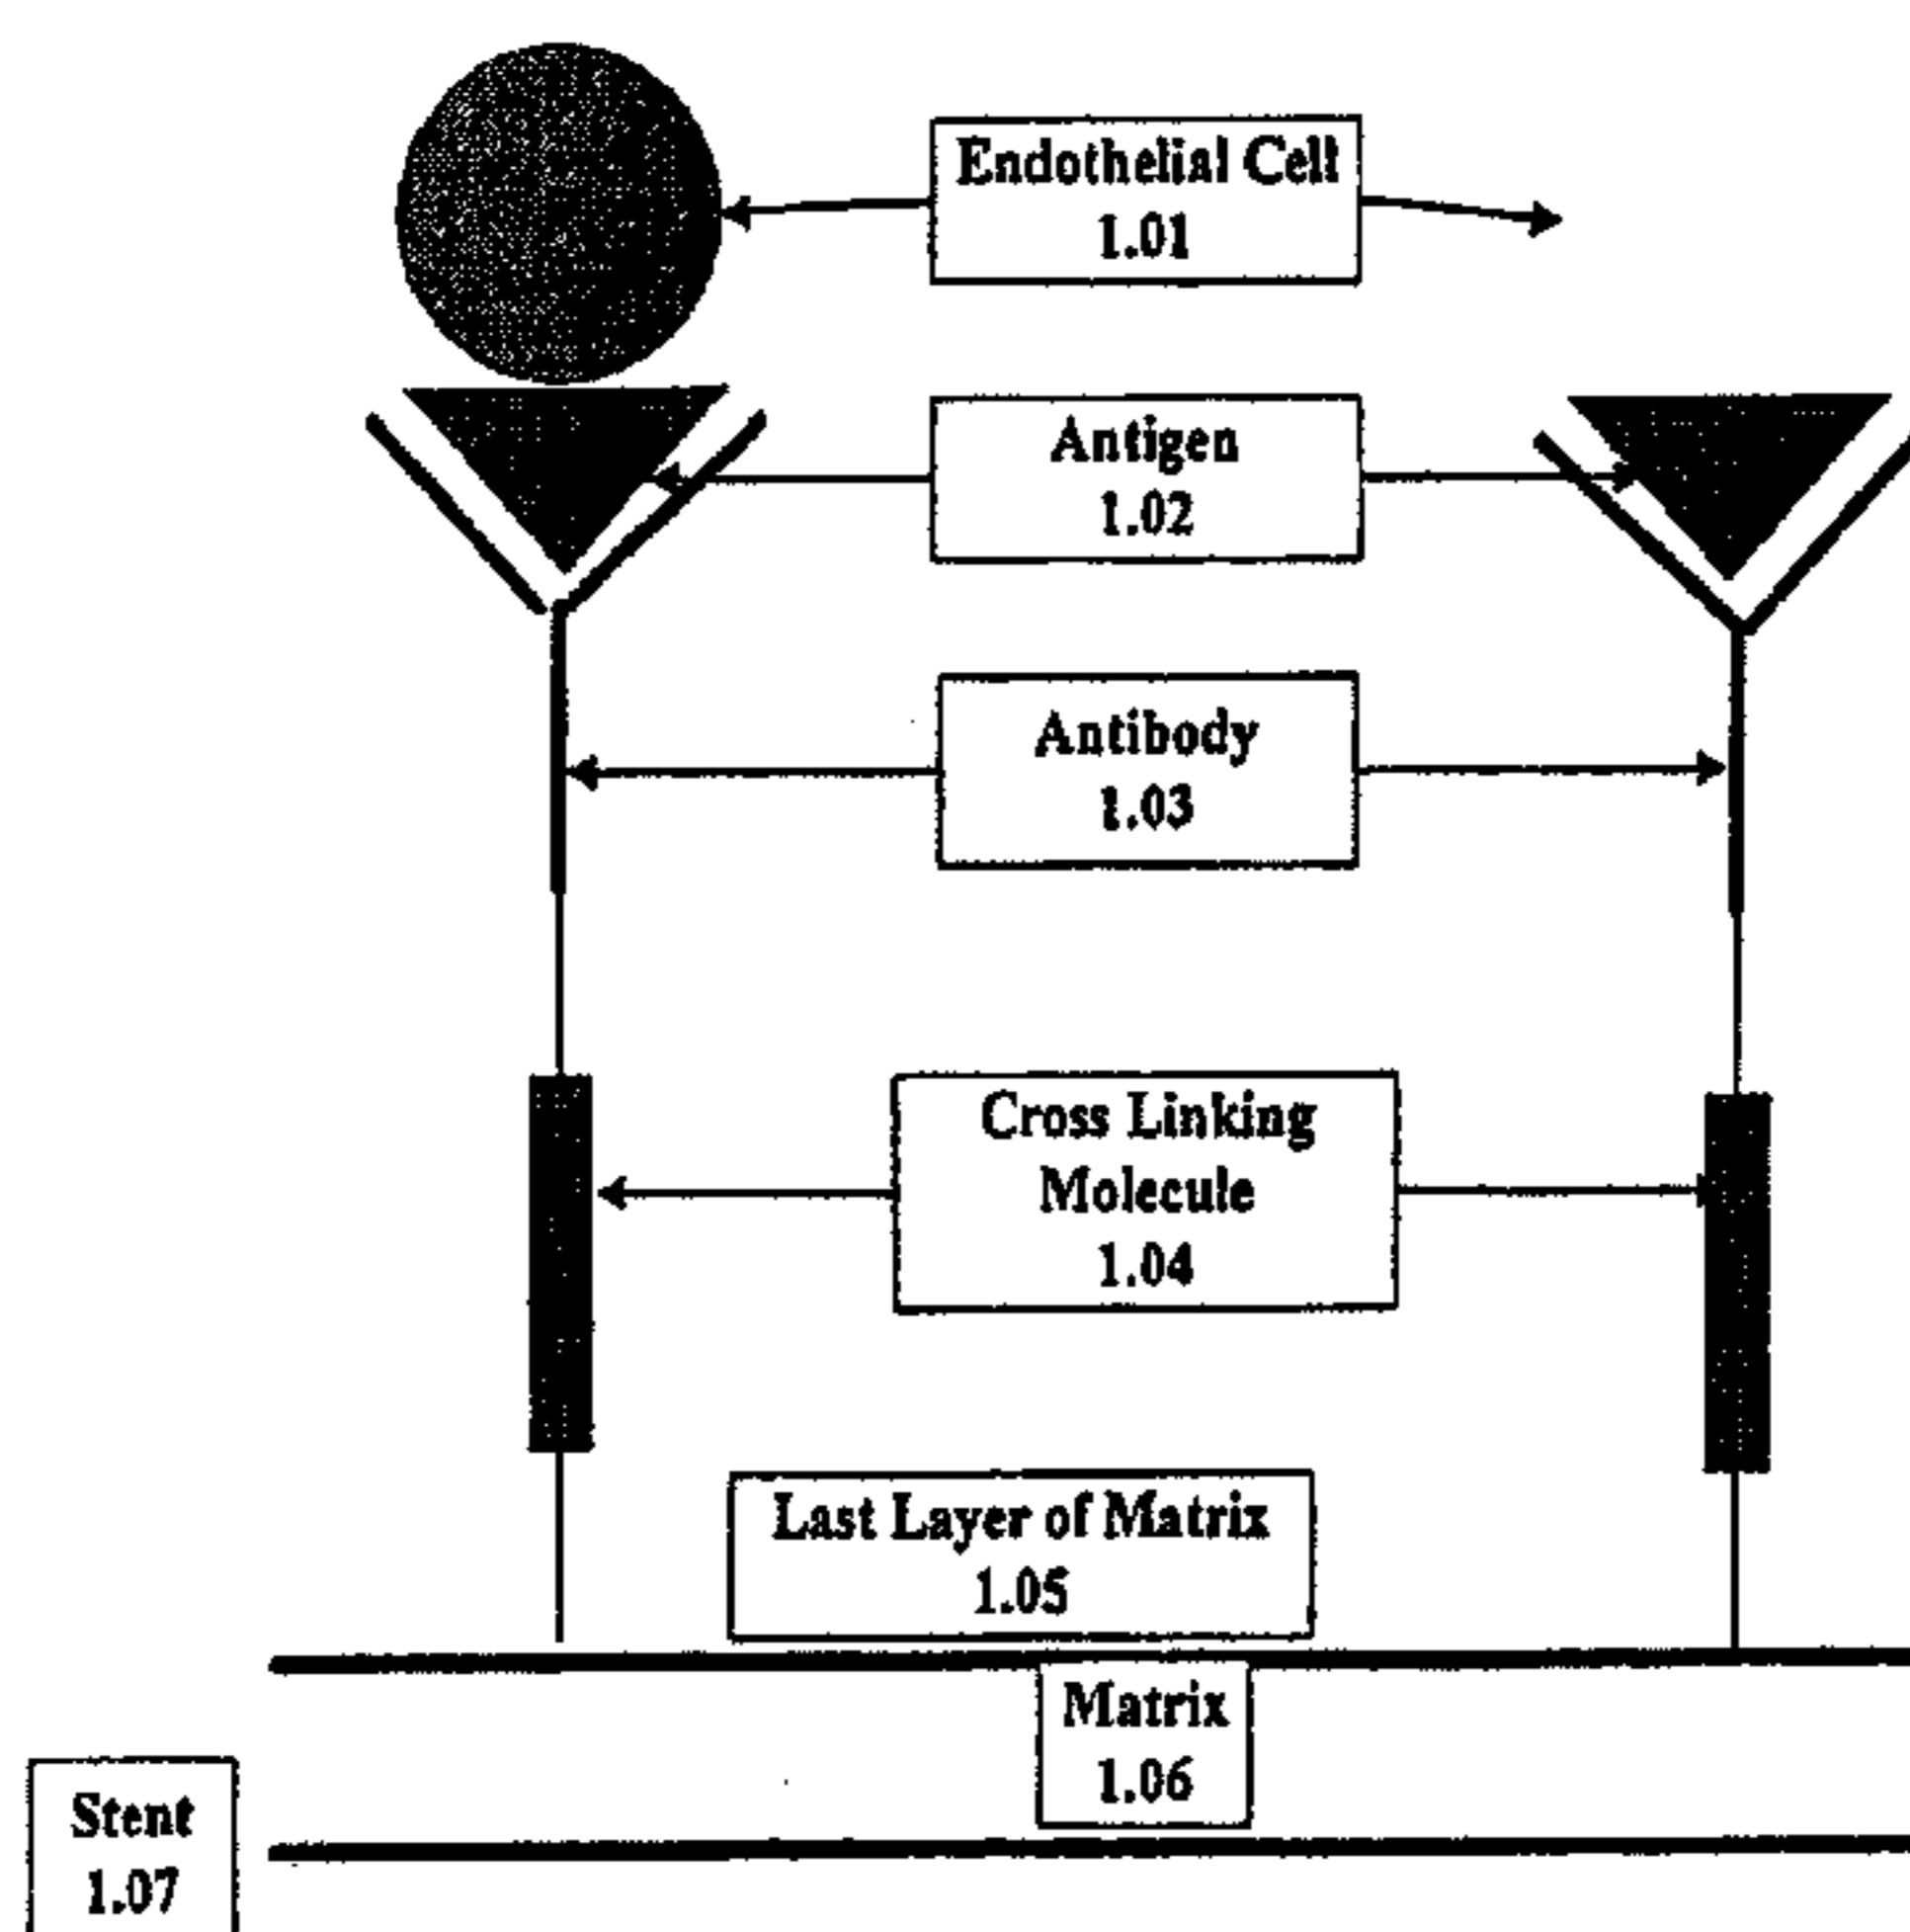 Endothelial Cell
1.01
Antigen
1.02
Antibody
1.03
Cross Linking
Molecule
1.04
Last Layer of Matrix
1.05
Matrix
1.06
Stent
1.07